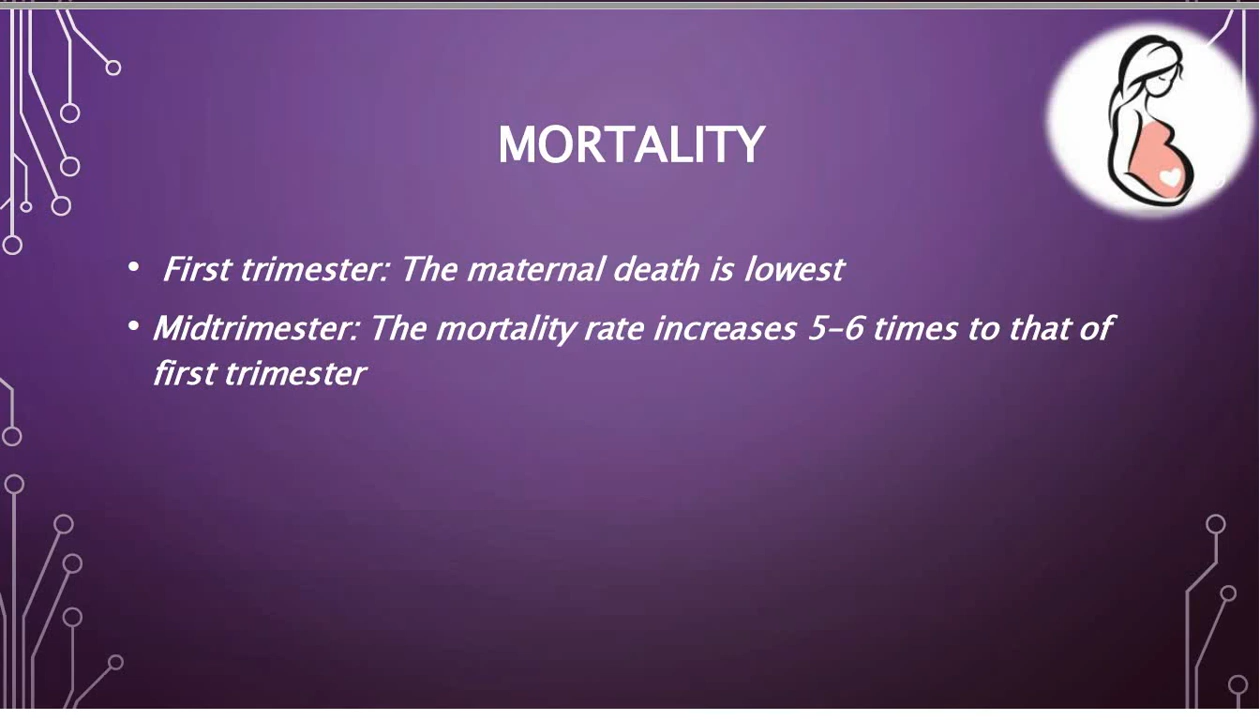 MORTALITY
• First trimester: The maternal death is lowest
• Midtrimester: The mortality rate increases 5-6 times to that of
first trimester